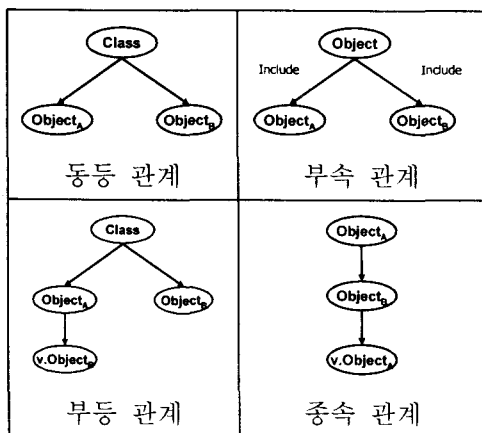 Class
Object_A Object_B
동등 관계
Object
Include Include
Object_A Object_B
부속 관계
Class
Object_A Object_B
v.Object_B
부등 관계
Object_A
Object_B
v.Object_A
종속 관계